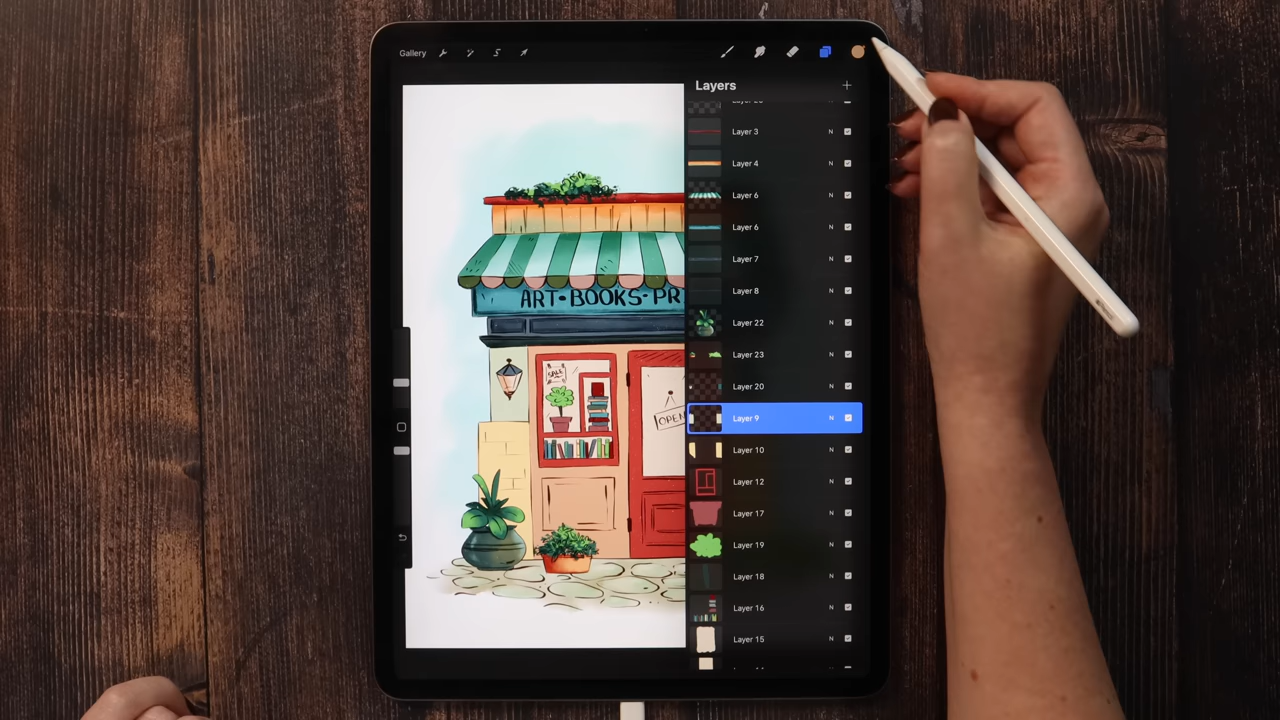 Gallery
Layers
Layer 3 N
Layer 4 N
Layer 6 N
Layer 6 N
Layer 7 N
Layer 8 N
Layer 22 N
Layer 23 N
Layer 20 N
Layer 9 N
Layer 10 N
Layer 12 N
Layer 17 N
Layer 19 N
Layer 18 N
Layer 16 N
Layer 15 N
ART•BOOKS•PR
SALE
OPEN